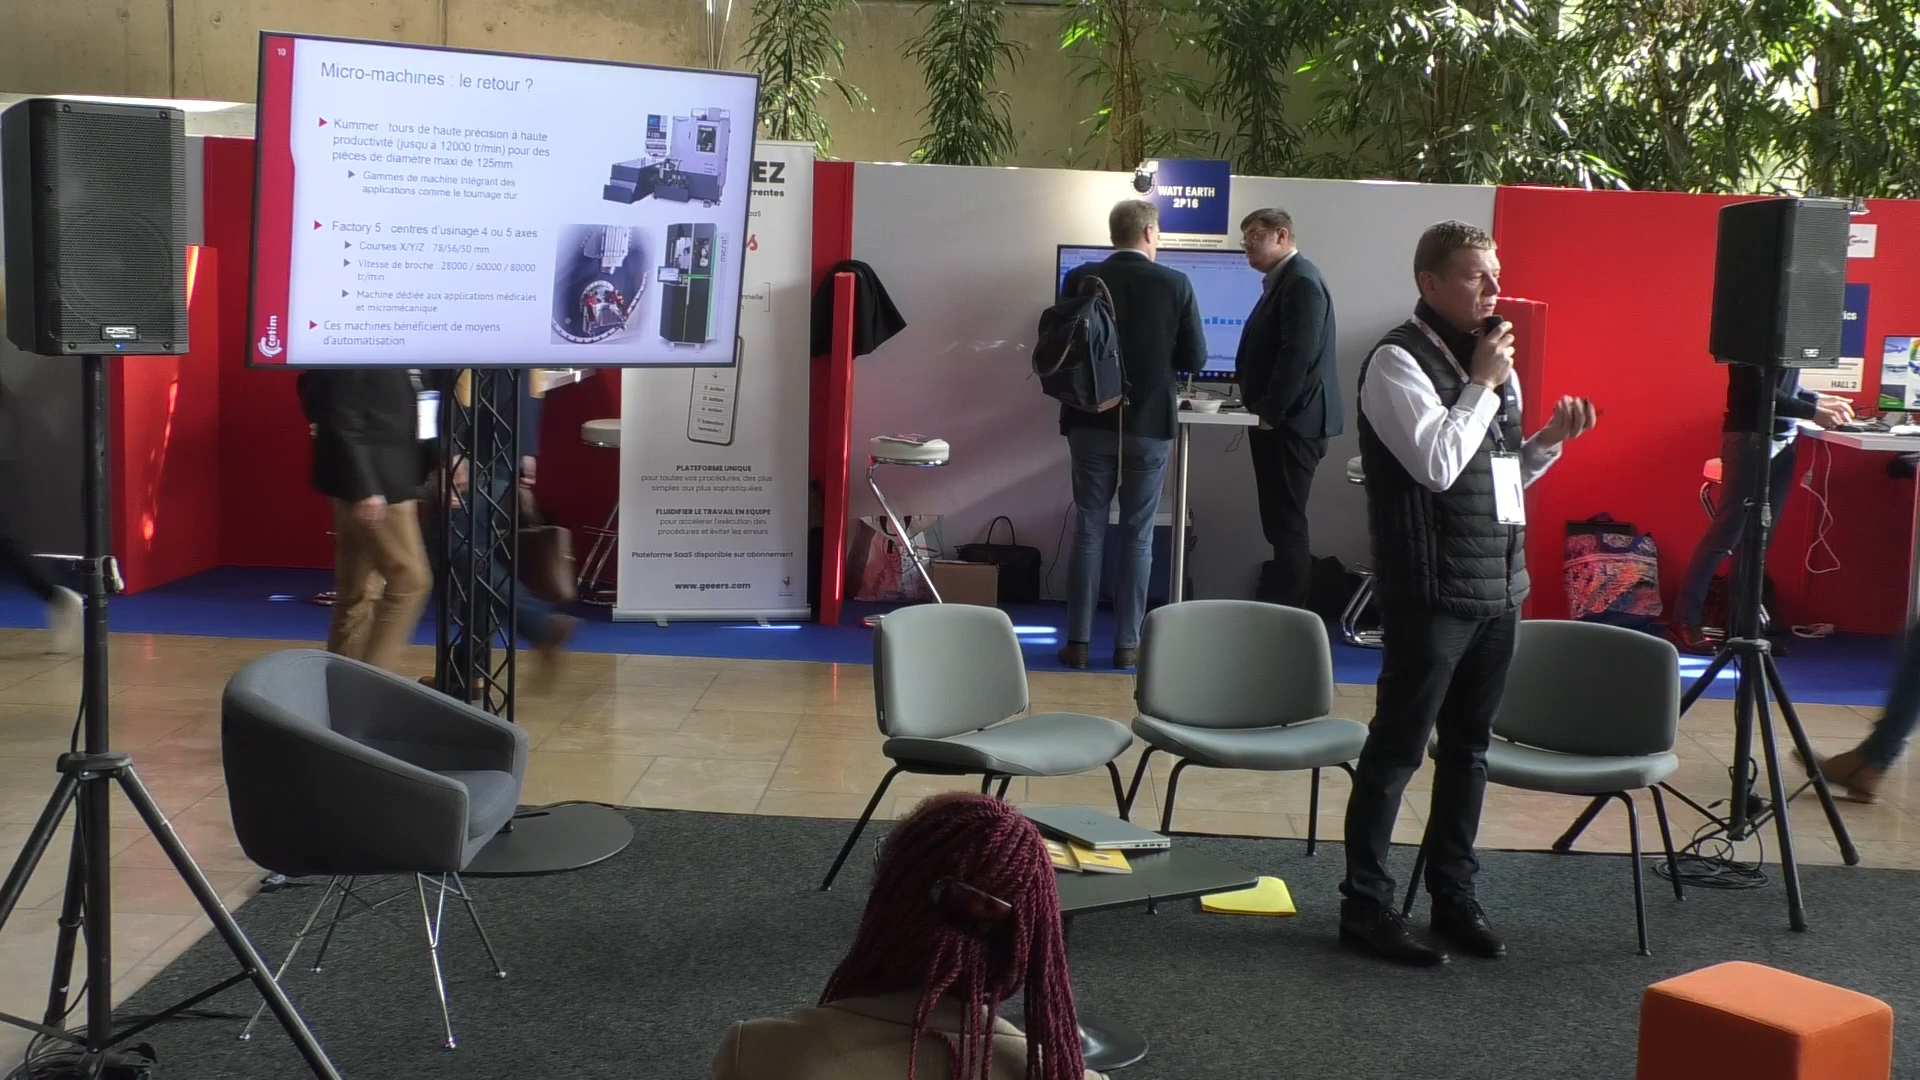 10
Micro-machines : le retour ?
Kummer : tours de haute précision à haute
productivité (jusqu'à 12000 tr/min) pour des
pièces de diamètre maxi de 125mm.
Gammes de machine intégrant des
applications comme le tournage dur
Factory 5 : centres d'usinage 4 ou 5 axes
Courses X/Y/Z : 78/56/50 mm
Vitesse de broche : 28000 / 60000 / 80000
tr/min
Machine dédiée aux applications médicales
et micromécanique
Ces machines bénéficient de moyens
d'automatisation
cetim
QSC
EZ
rrentes
PLATEFORME UNIQUE
pour toutes vos procédures, des plus
simples aux plus sophistiquées
FLUIDIFIER LE TRAVAIL EN EQUIPE
pour accélerer l'exécution des
procédures et éviter les erreurs
Plateforme SaaS disponible sur abonnement
www.geeers.com
WATT EARTH
2P16
tics
HALL 2